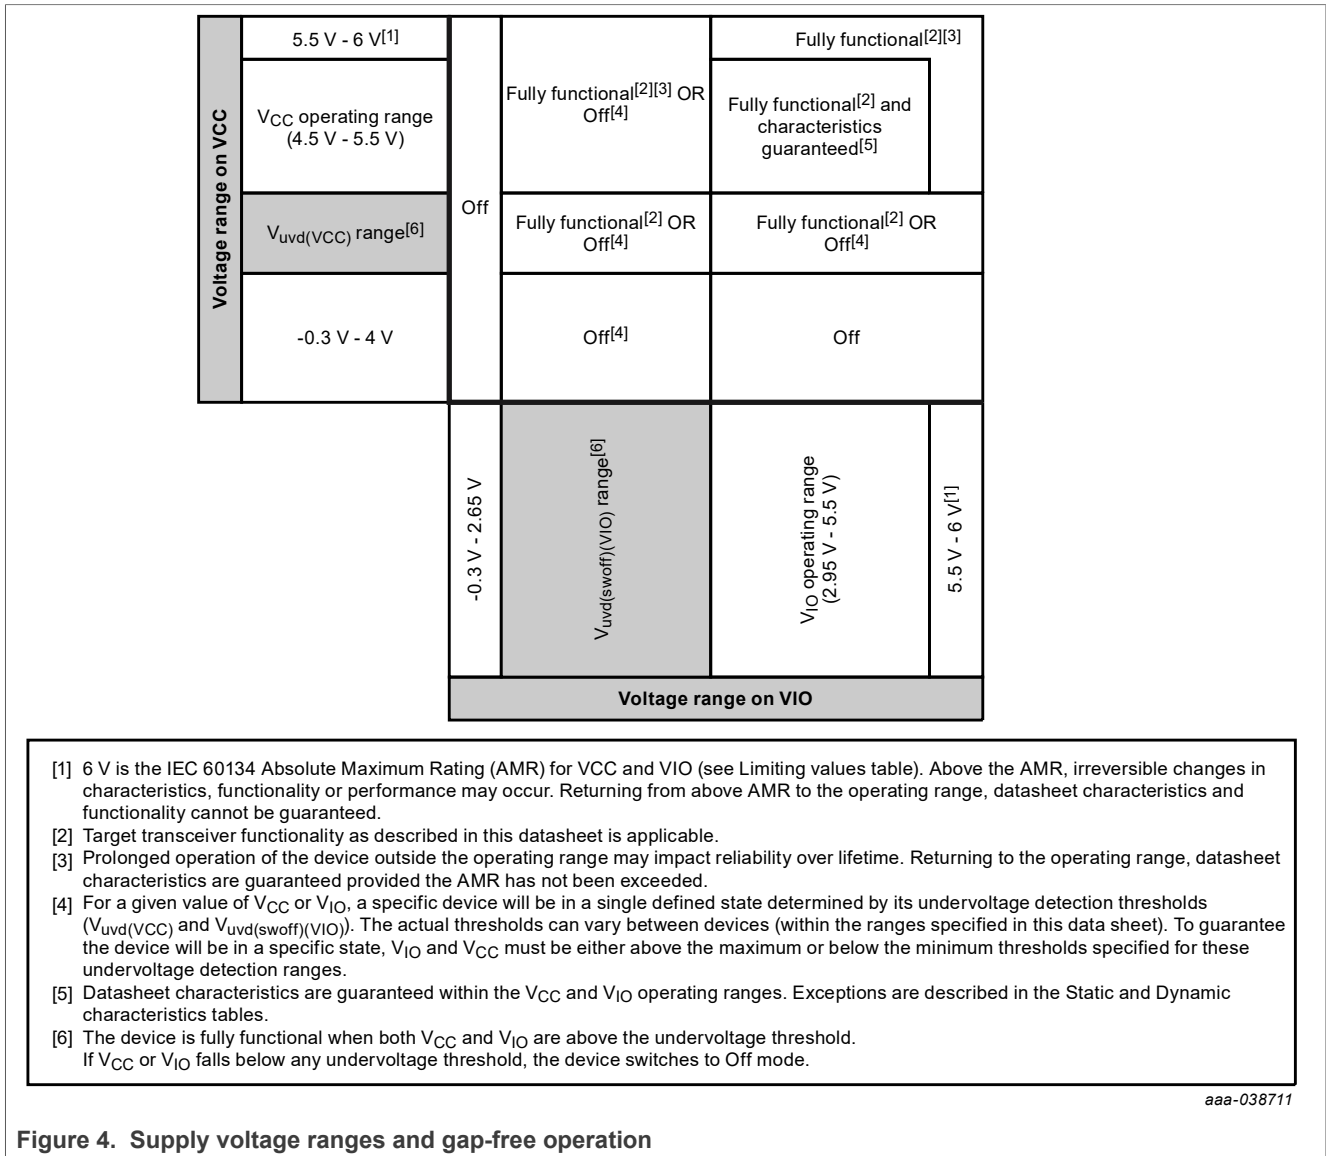 Voltage range on VCC
5.5 V - 6 V[1]
VCC operating range
(4.5 V - 5.5 V)
Vuvd(VCC) range[6]
-0.3 V - 4 V
Off
Fully functional[2][3] OR
Off[4]
Fully functional[2] OR
Off[4]
Off[4]
Fully functional[2][3]
Fully functional[2] and
characteristics
guaranteed[5]
Fully functional[2] OR
Off[4]
Off
-0.3 V - 2.65 V
Vuvd(swoff)(VIO) range[6]
VIO operating range
(2.95 V - 5.5 V)
5.5 V - 6 V[1]
Voltage range on VIO
[1] 6 V is the IEC 60134 Absolute Maximum Rating (AMR) for VCC and VIO (see Limiting values table). Above the AMR, irreversible changes in
characteristics, functionality or performance may occur. Returning from above AMR to the operating range, datasheet characteristics and
functionality cannot be guaranteed.
[2] Target transceiver functionality as described in this datasheet is applicable.
[3] Prolonged operation of the device outside the operating range may impact reliability over lifetime. Returning to the operating range, datasheet
characteristics are guaranteed provided the AMR has not been exceeded.
[4] For a given value of VCC or VIO, a specific device will be in a single defined state determined by its undervoltage detection thresholds
(Vuvd(VCC) and Vuvd(swoff)(VIO)). The actual thresholds can vary between devices (within the ranges specified in this data sheet). To guarantee
the device will be in a specific state, VIO and VCC must be either above the maximum or below the minimum thresholds specified for these
undervoltage detection ranges.
[5] Datasheet characteristics are guaranteed within the VCC and VIO operating ranges. Exceptions are described in the Static and Dynamic
characteristics tables.
[6] The device is fully functional when both VCC and VIO are above the undervoltage threshold.
If VCC or VIO falls below any undervoltage threshold, the device switches to Off mode.
aaa-038711
Figure 4. Supply voltage ranges and gap-free operation